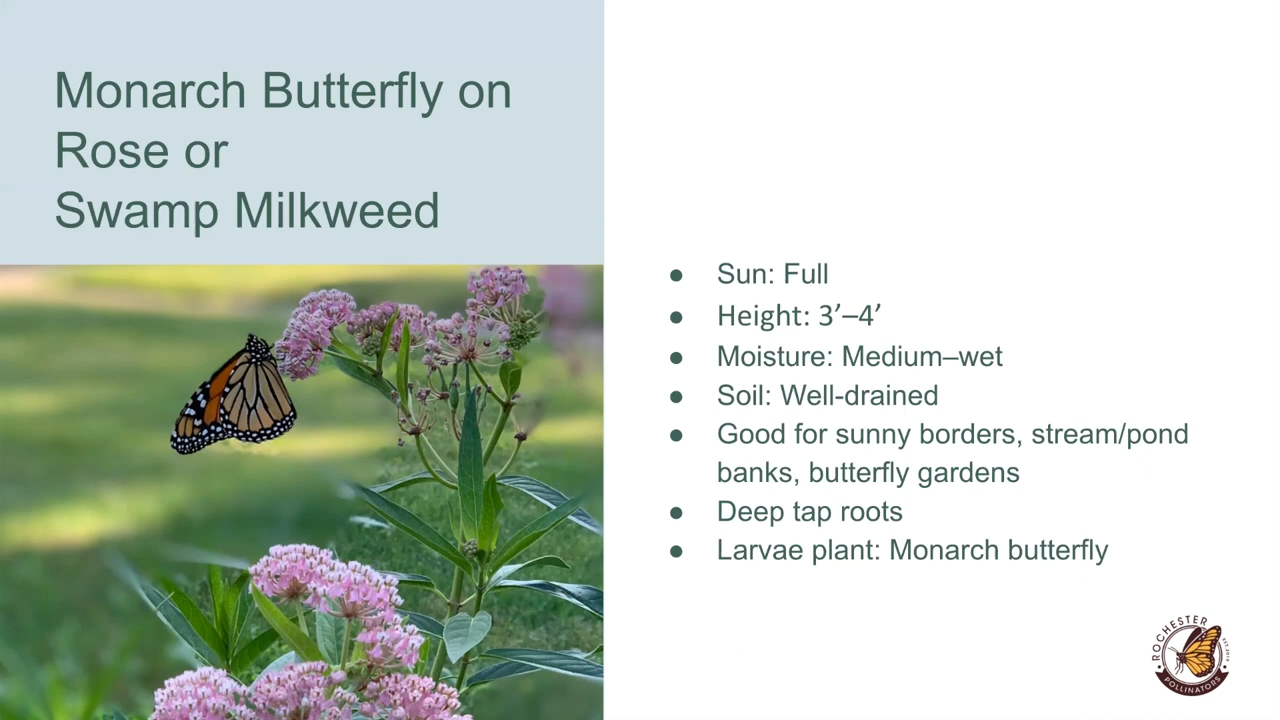 Monarch Butterfly on
Rose or
Swamp Milkweed
● Sun: Full
● Height: 3’–4’
● Moisture: Medium–wet
● Soil: Well-drained
● Good for sunny borders, stream/pond
banks, butterfly gardens
● Deep tap roots
● Larvae plant: Monarch butterfly
ROCHESTER
POLLINATORS